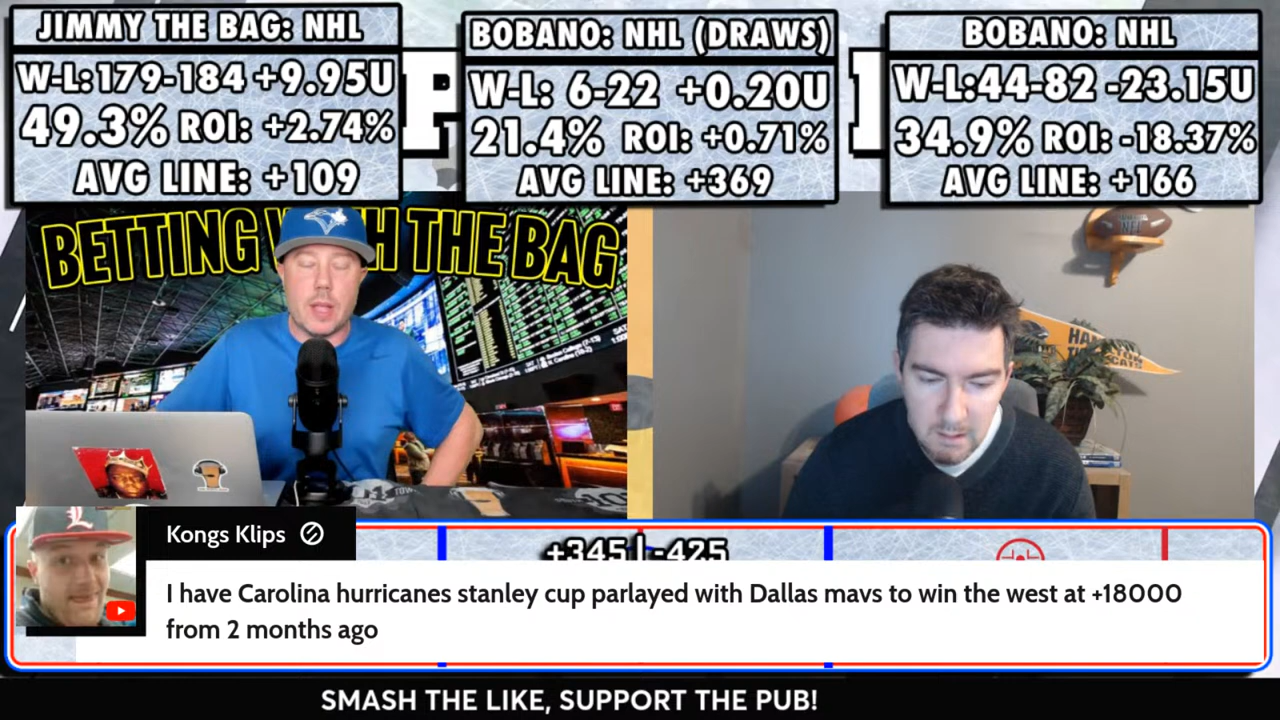 JIMMY THE BAG: NHL
W-L:179-184 +9.95U
49.3% ROI: +2.74%
AVG LINE: +109
BOBANO: NHL (DRAWS)
W-L: 6-22 +0.20U
21.4% ROI: +0.71%
AVG LINE: +369
BOBANO: NHL
W-L:44-82 -23.15U
34.9% ROI: -18.37%
AVG LINE: +166
BETTING THE BAG
NFL
Kongs Klips
+345 | -425
I have Carolina hurricanes stanley cup parlayed with Dallas mavs to win the west at +18000
from 2 months ago
SMASH THE LIKE, SUPPORT THE PUB!